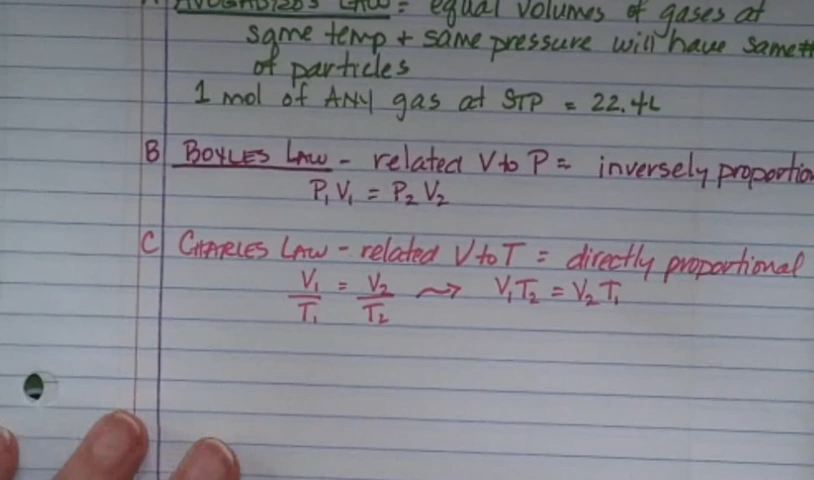 A AVOGADRO'S LAW = equal volumes of gases at
same temp + same pressure will have same #
of particles
1 mol of ANY gas at STP = 22.4L
B BOYLES LAW - related V to P = inversely proportio
P₁V₁ = P₂V₂
C CHARLES LAW - related V to T = directly proportional
V₁/T₁ = V₂/T₂ ⇝ V₁T₂ = V₂T₁